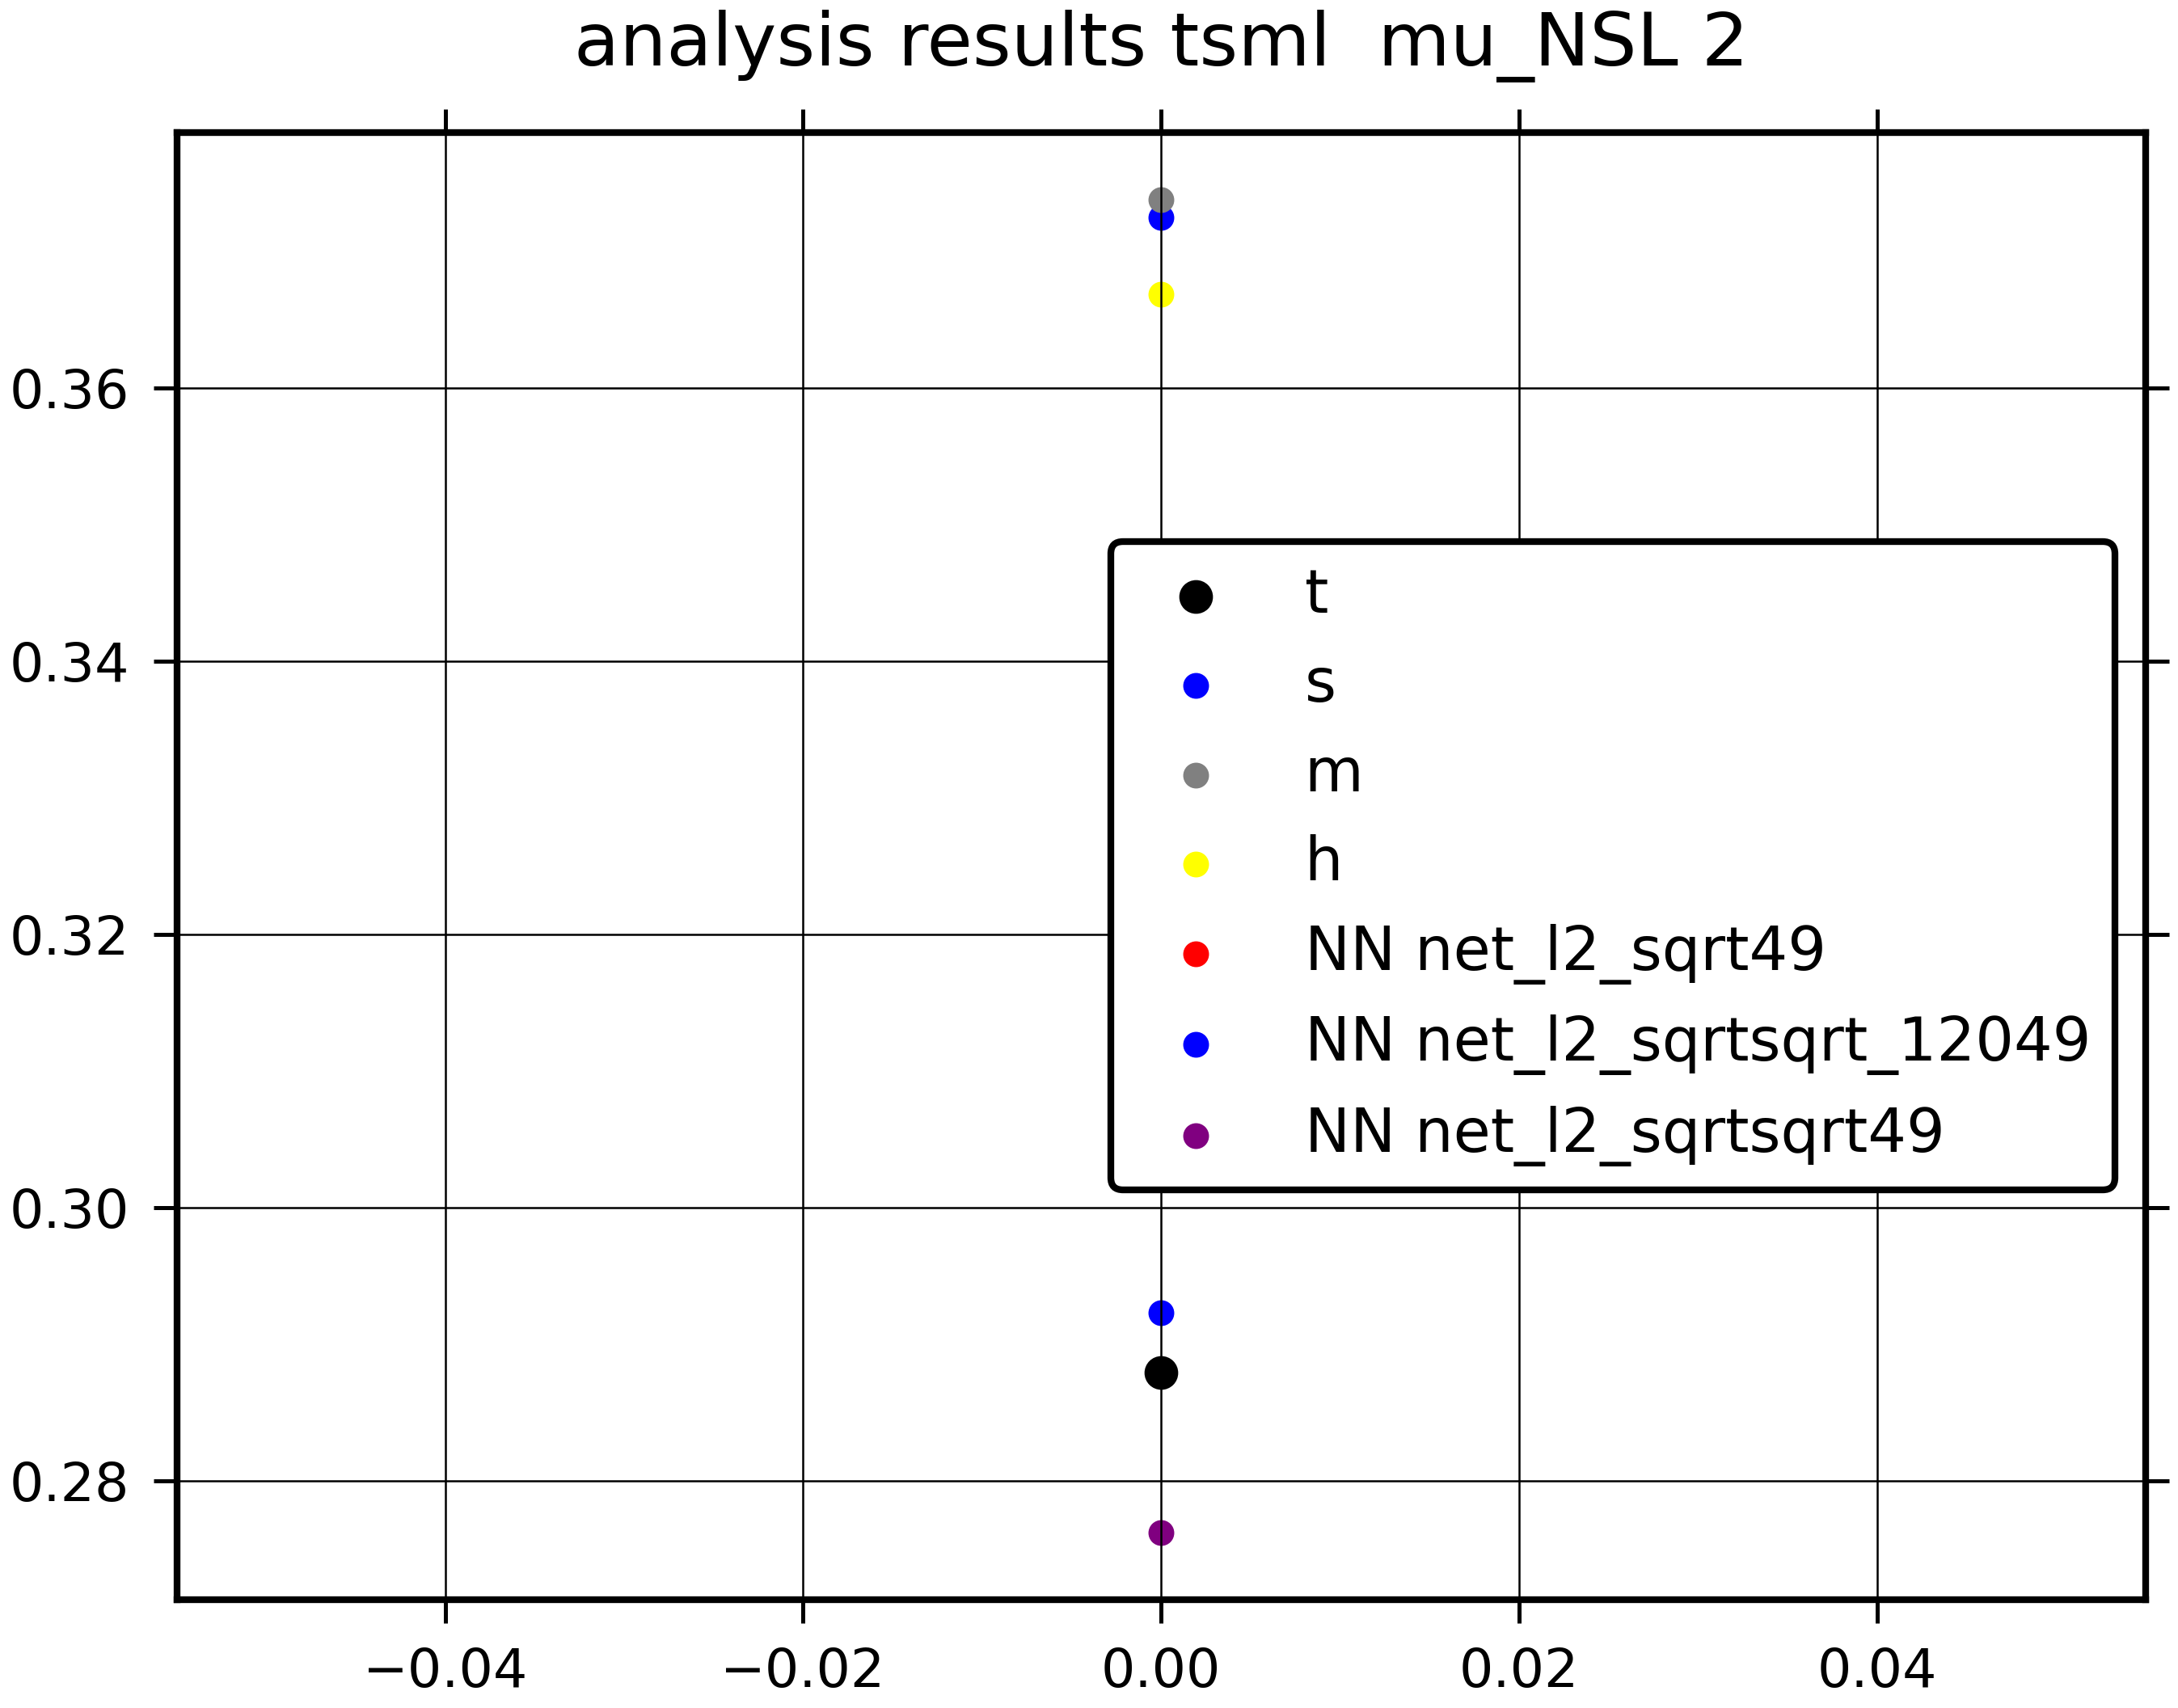 analysis results tsml  mu_NSL 2
0.36
0.34
0.32
0.30
0.28
t
s
m
h
NN net_l2_sqrt49
NN net_l2_sqrtsqrt_12049
NN net_l2_sqrtsqrt49
−0.04
−0.02
0.00
0.02
0.04